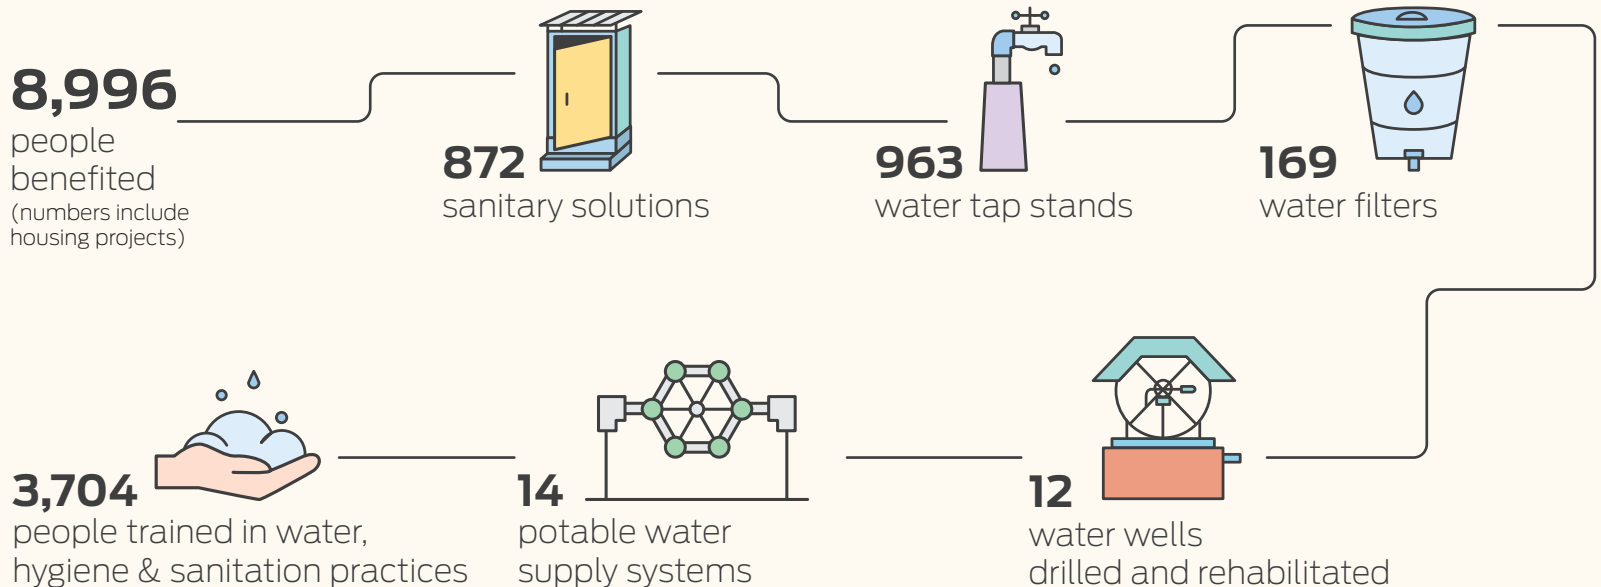 8,996
people
benefited
(numbers include
housing projects)
872
sanitary solutions
963
water tap stands
169
water filters
3,704
people trained in water,
hygiene & sanitation practices
14
potable water
supply systems
12
water wells
drilled and rehabilitated